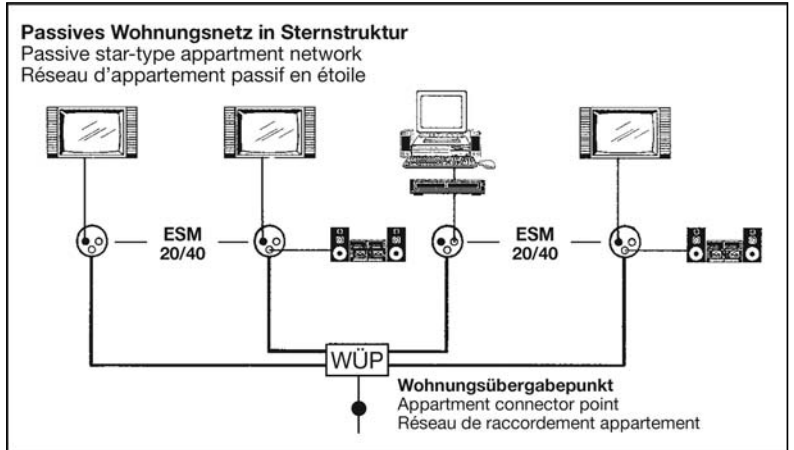 Passives Wohnungsnetz in Sternstruktur
Passive star-type appartment network
Réseau d'appartement passif en étoile
ESM
20/40
ESM
20/40
WÜP
Wohnungsübergabepunkt
Appartment connector point
Réseau de raccordement appartement